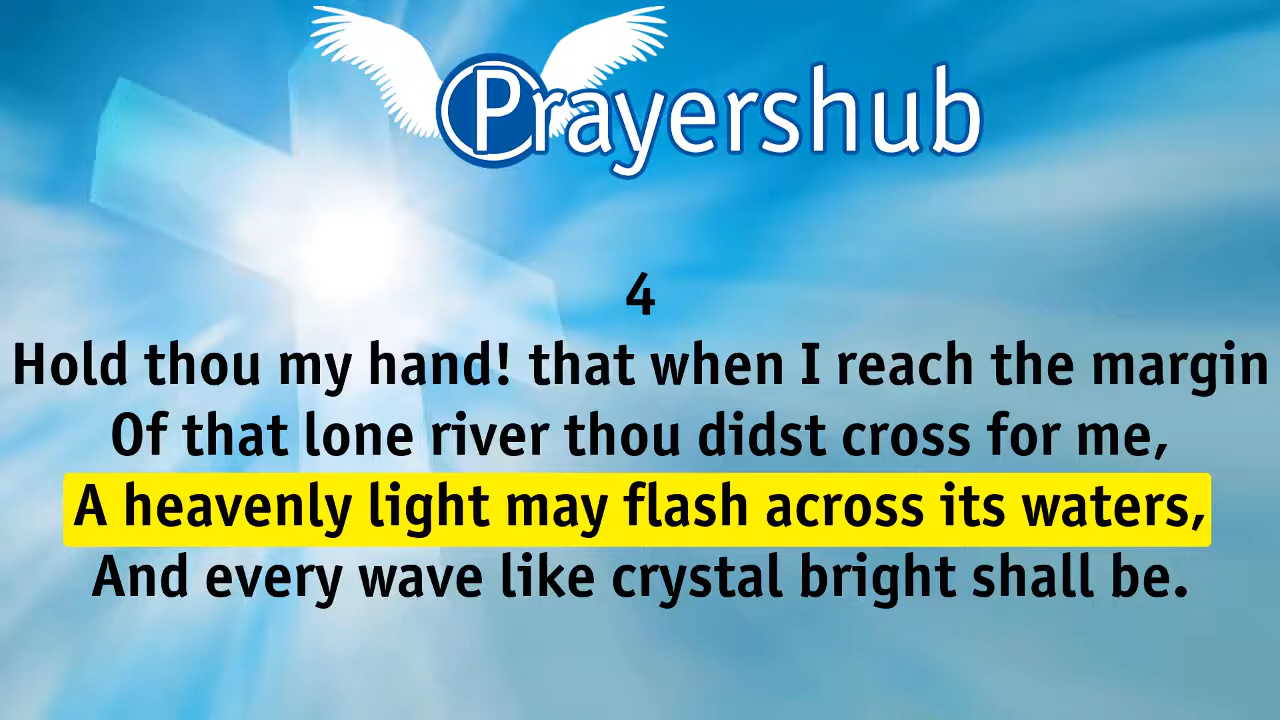 Prayershub
4
Hold thou my hand! that when I reach the margin
Of that lone river thou didst cross for me,
A heavenly light may flash across its waters,
And every wave like crystal bright shall be.